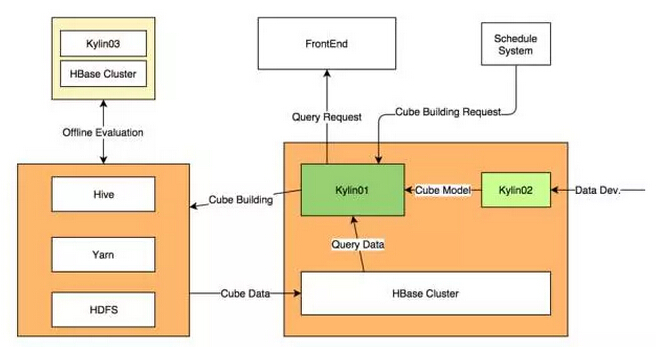 Kylin03
HBase Cluster
FrontEnd
Schedule
System
Query Request
Cube Building Request
Offline Evaluation
Hive
Yarn
HDFS
Cube Building
Kylin01
Cube Model
Kylin02
Data Dev.
Query Data
Cube Data
HBase Cluster